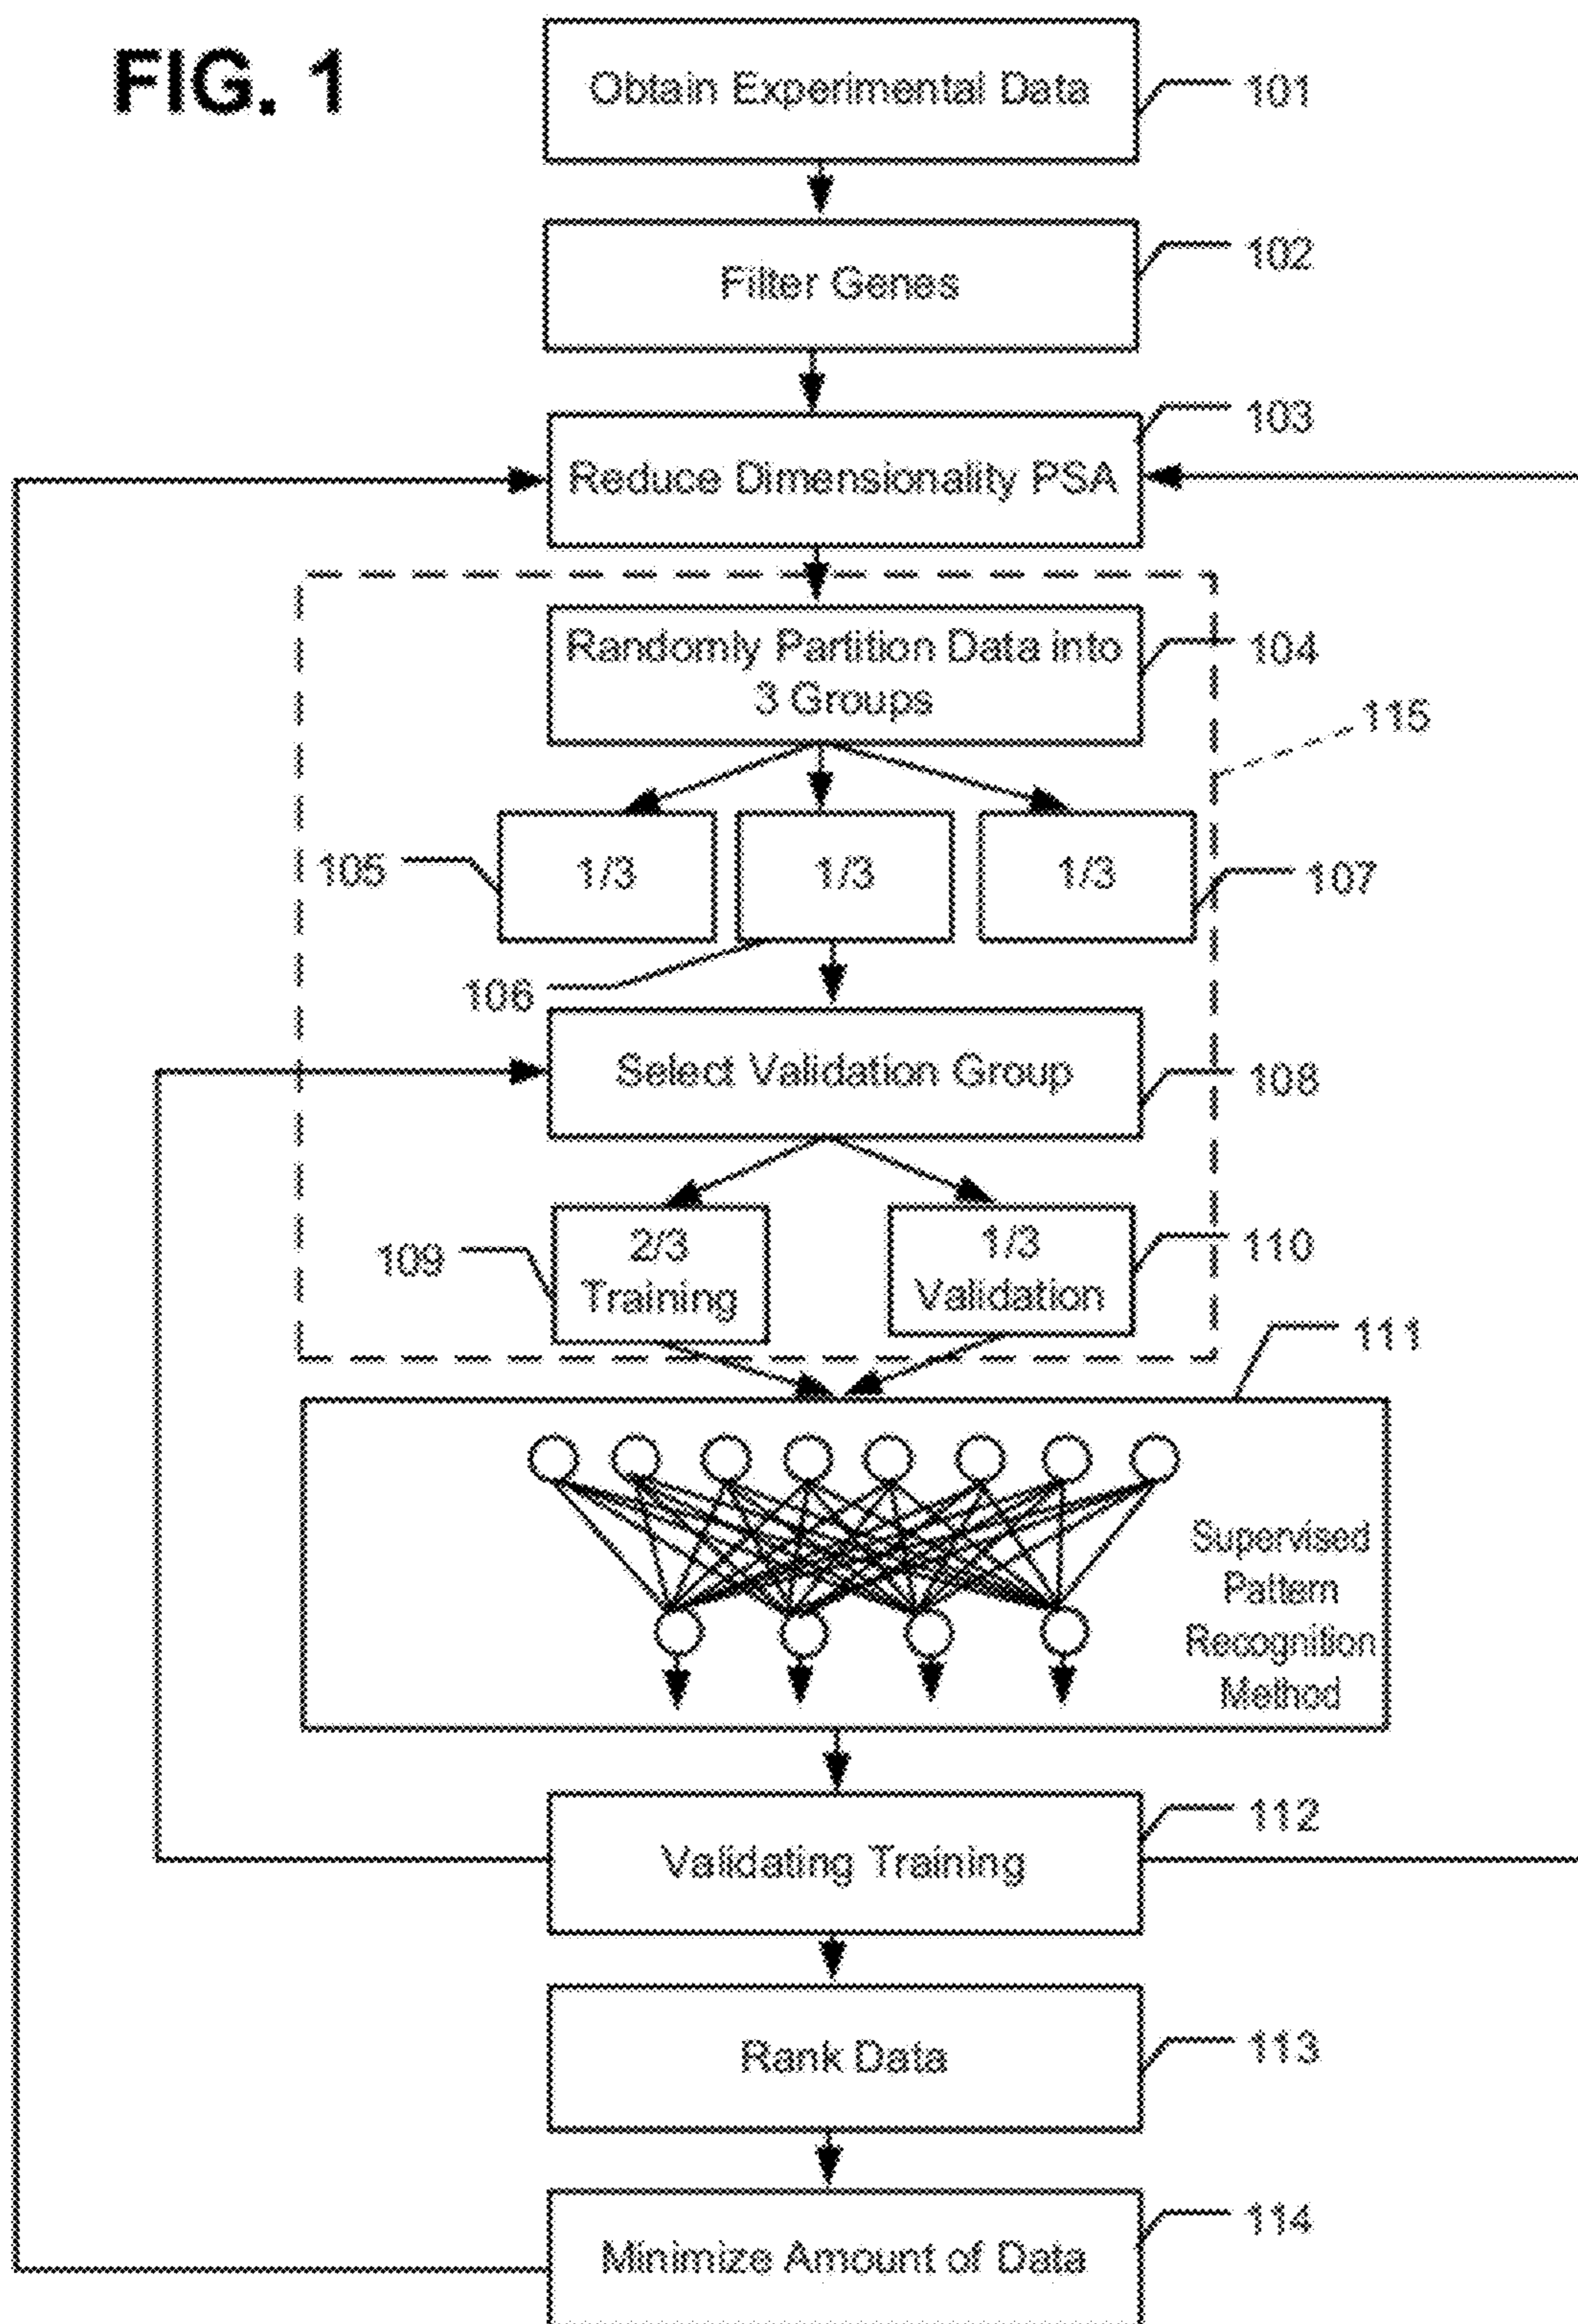 FIG. 1
Obtain Experimental Data
101
Filter Genes
102
103
Reduce Dimensionality PSA
Randomly Partition Data into
3 Groups
104
115
105
1/3
1/3
1/3
107
106
Select Validation Group
108
109
2/3
Training
1/3
Validation
110
111
Supervised
Pattern
Recognition
Method
112
Validating Training
Rank Data
113
114
Minimize Amount of Data